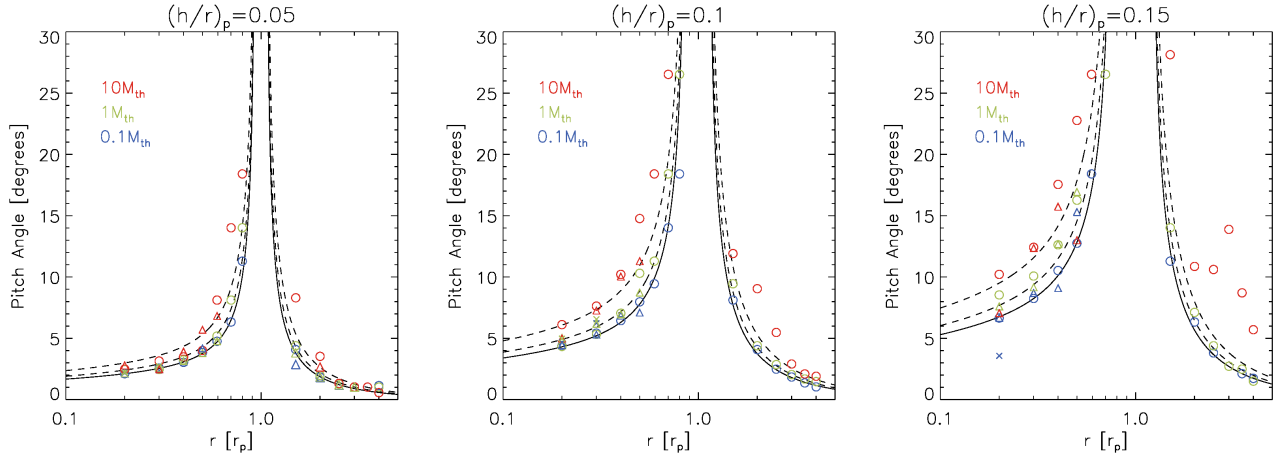 (h/r)p=0.05
30
25
20
15
10
5
0
Pitch Angle [degrees]
10Mth
1Mth
0.1Mth
0.1
1.0
r [rp]
(h/r)p=0.1
30
25
20
15
10
5
0
Pitch Angle [degrees]
10Mth
1Mth
0.1Mth
0.1
1.0
r [rp]
(h/r)p=0.15
30
25
20
15
10
5
0
Pitch Angle [degrees]
10Mth
1Mth
0.1Mth
0.1
1.0
r [rp]